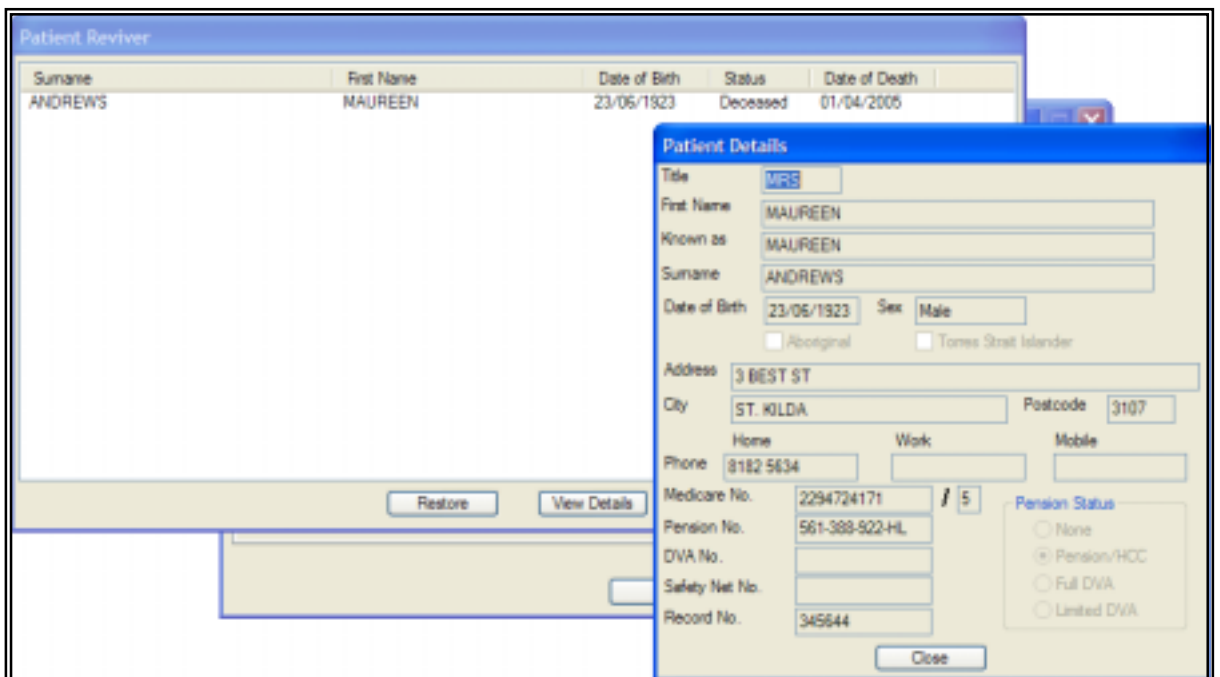 Patient Reviver
Surname First Name Date of Birth Status Date of Death
ANDREWS MAUREEN 23/06/1923 Deceased 01/04/2005
Restore View Details
Patient Details
Title MRS
First Name MAUREEN
Known as MAUREEN
Surname ANDREWS
Date of Birth 23/06/1923 Sex Male
Aboriginal Torres Strait Islander
Address 3 BEST ST
City ST. KILDA Postcode 3107
Home Work Mobile
Phone 8182 5634
Medicare No. 2294724171 / 5
Pension Status
Pension No. 561-388-922-HL
None
DVA No.
Pension/HCC
Safety Net No.
Full DVA
Record No. 345644
Limited DVA
Close